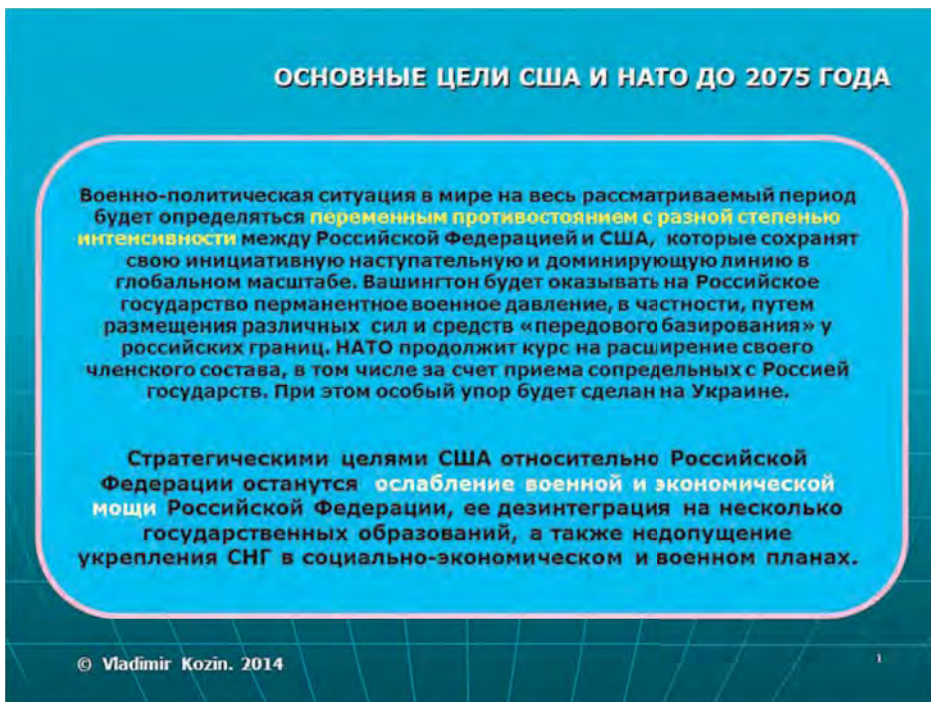 ОСНОВНЫЕ ЦЕЛИ США И НАТО ДО 2075 ГОДА
Военно-политическая ситуация в мире на весь рассматриваемый период
будет определяться переменным противостоянием с разной степенью
интенсивности между Российской Федерацией и США, которые сохранят
свою инициативную наступательную и доминирующую линию в
глобальном масштабе. Вашингтон будет оказывать на Российское
государство перманентное военное давление, в частности, путем
размещения различных сил и средств «передового базирования» у
российских границ. НАТО продолжит курс на расширение своего
членского состава, в том числе за счет приема сопредельных с Россией
государств. При этом особый упор будет сделан на Украине.
Стратегическими целями США относительно Российской
Федерации останутся ослабление военной и экономической
мощи Российской Федерации, ее дезинтеграция на несколько
государственных образований, а также недопущение
укрепления СНГ в социально-экономическом и военном планах.
© Vladimir Kozin. 2014
1